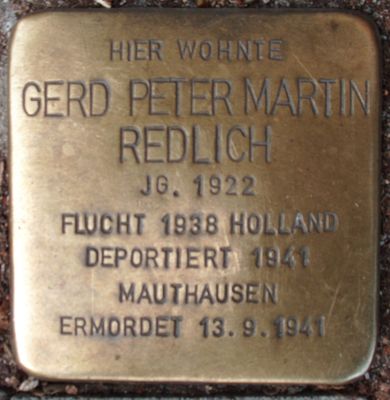 HIER WOHNTE
GERD PETER MARTIN
REDLICH
JG. 1922
FLUCHT 1938 HOLLAND
DEPORTIERT 1941
MAUTHAUSEN
ERMORDET 13.9.1941